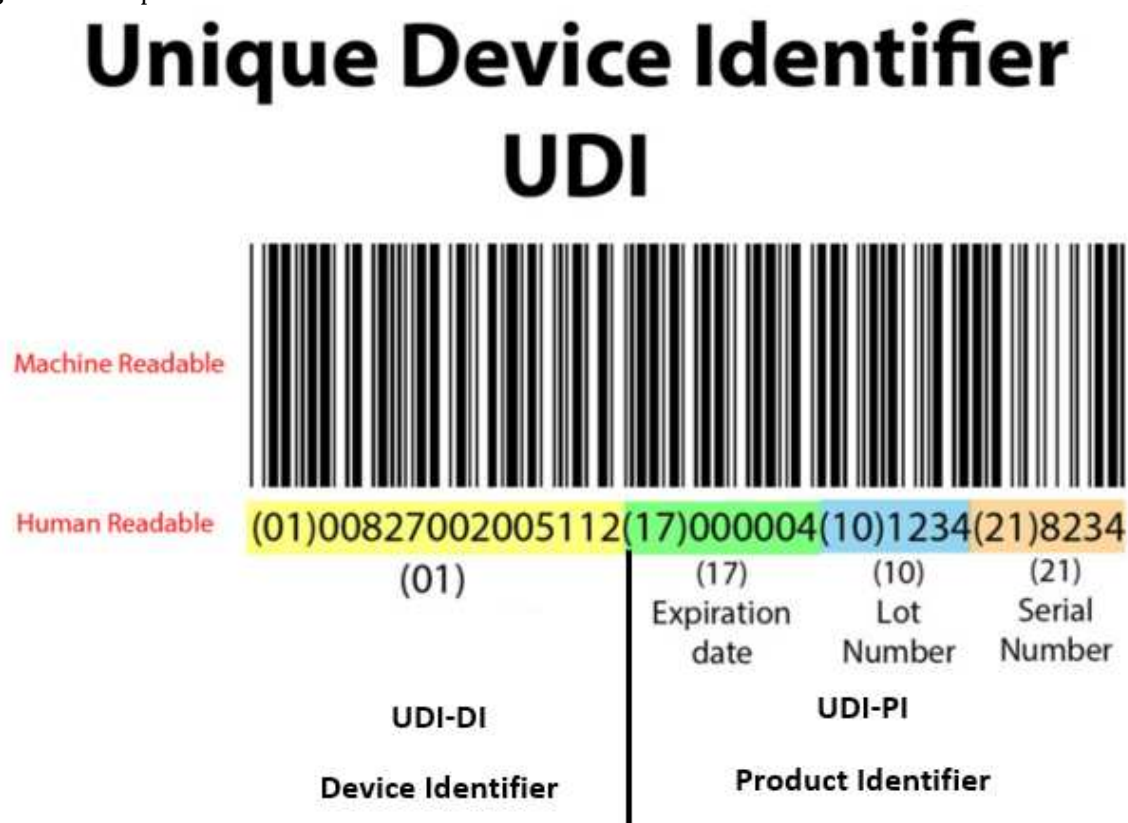 Unique Device Identifier
UDI
Machine Readable
Human Readable
(01)00827002005112(17)000004(10)1234(21)8234
(01)
(17)
Expiration
date
(10)
Lot
Number
(21)
Serial
Number
UDI-DI
UDI-PI
Device Identifier
Product Identifier